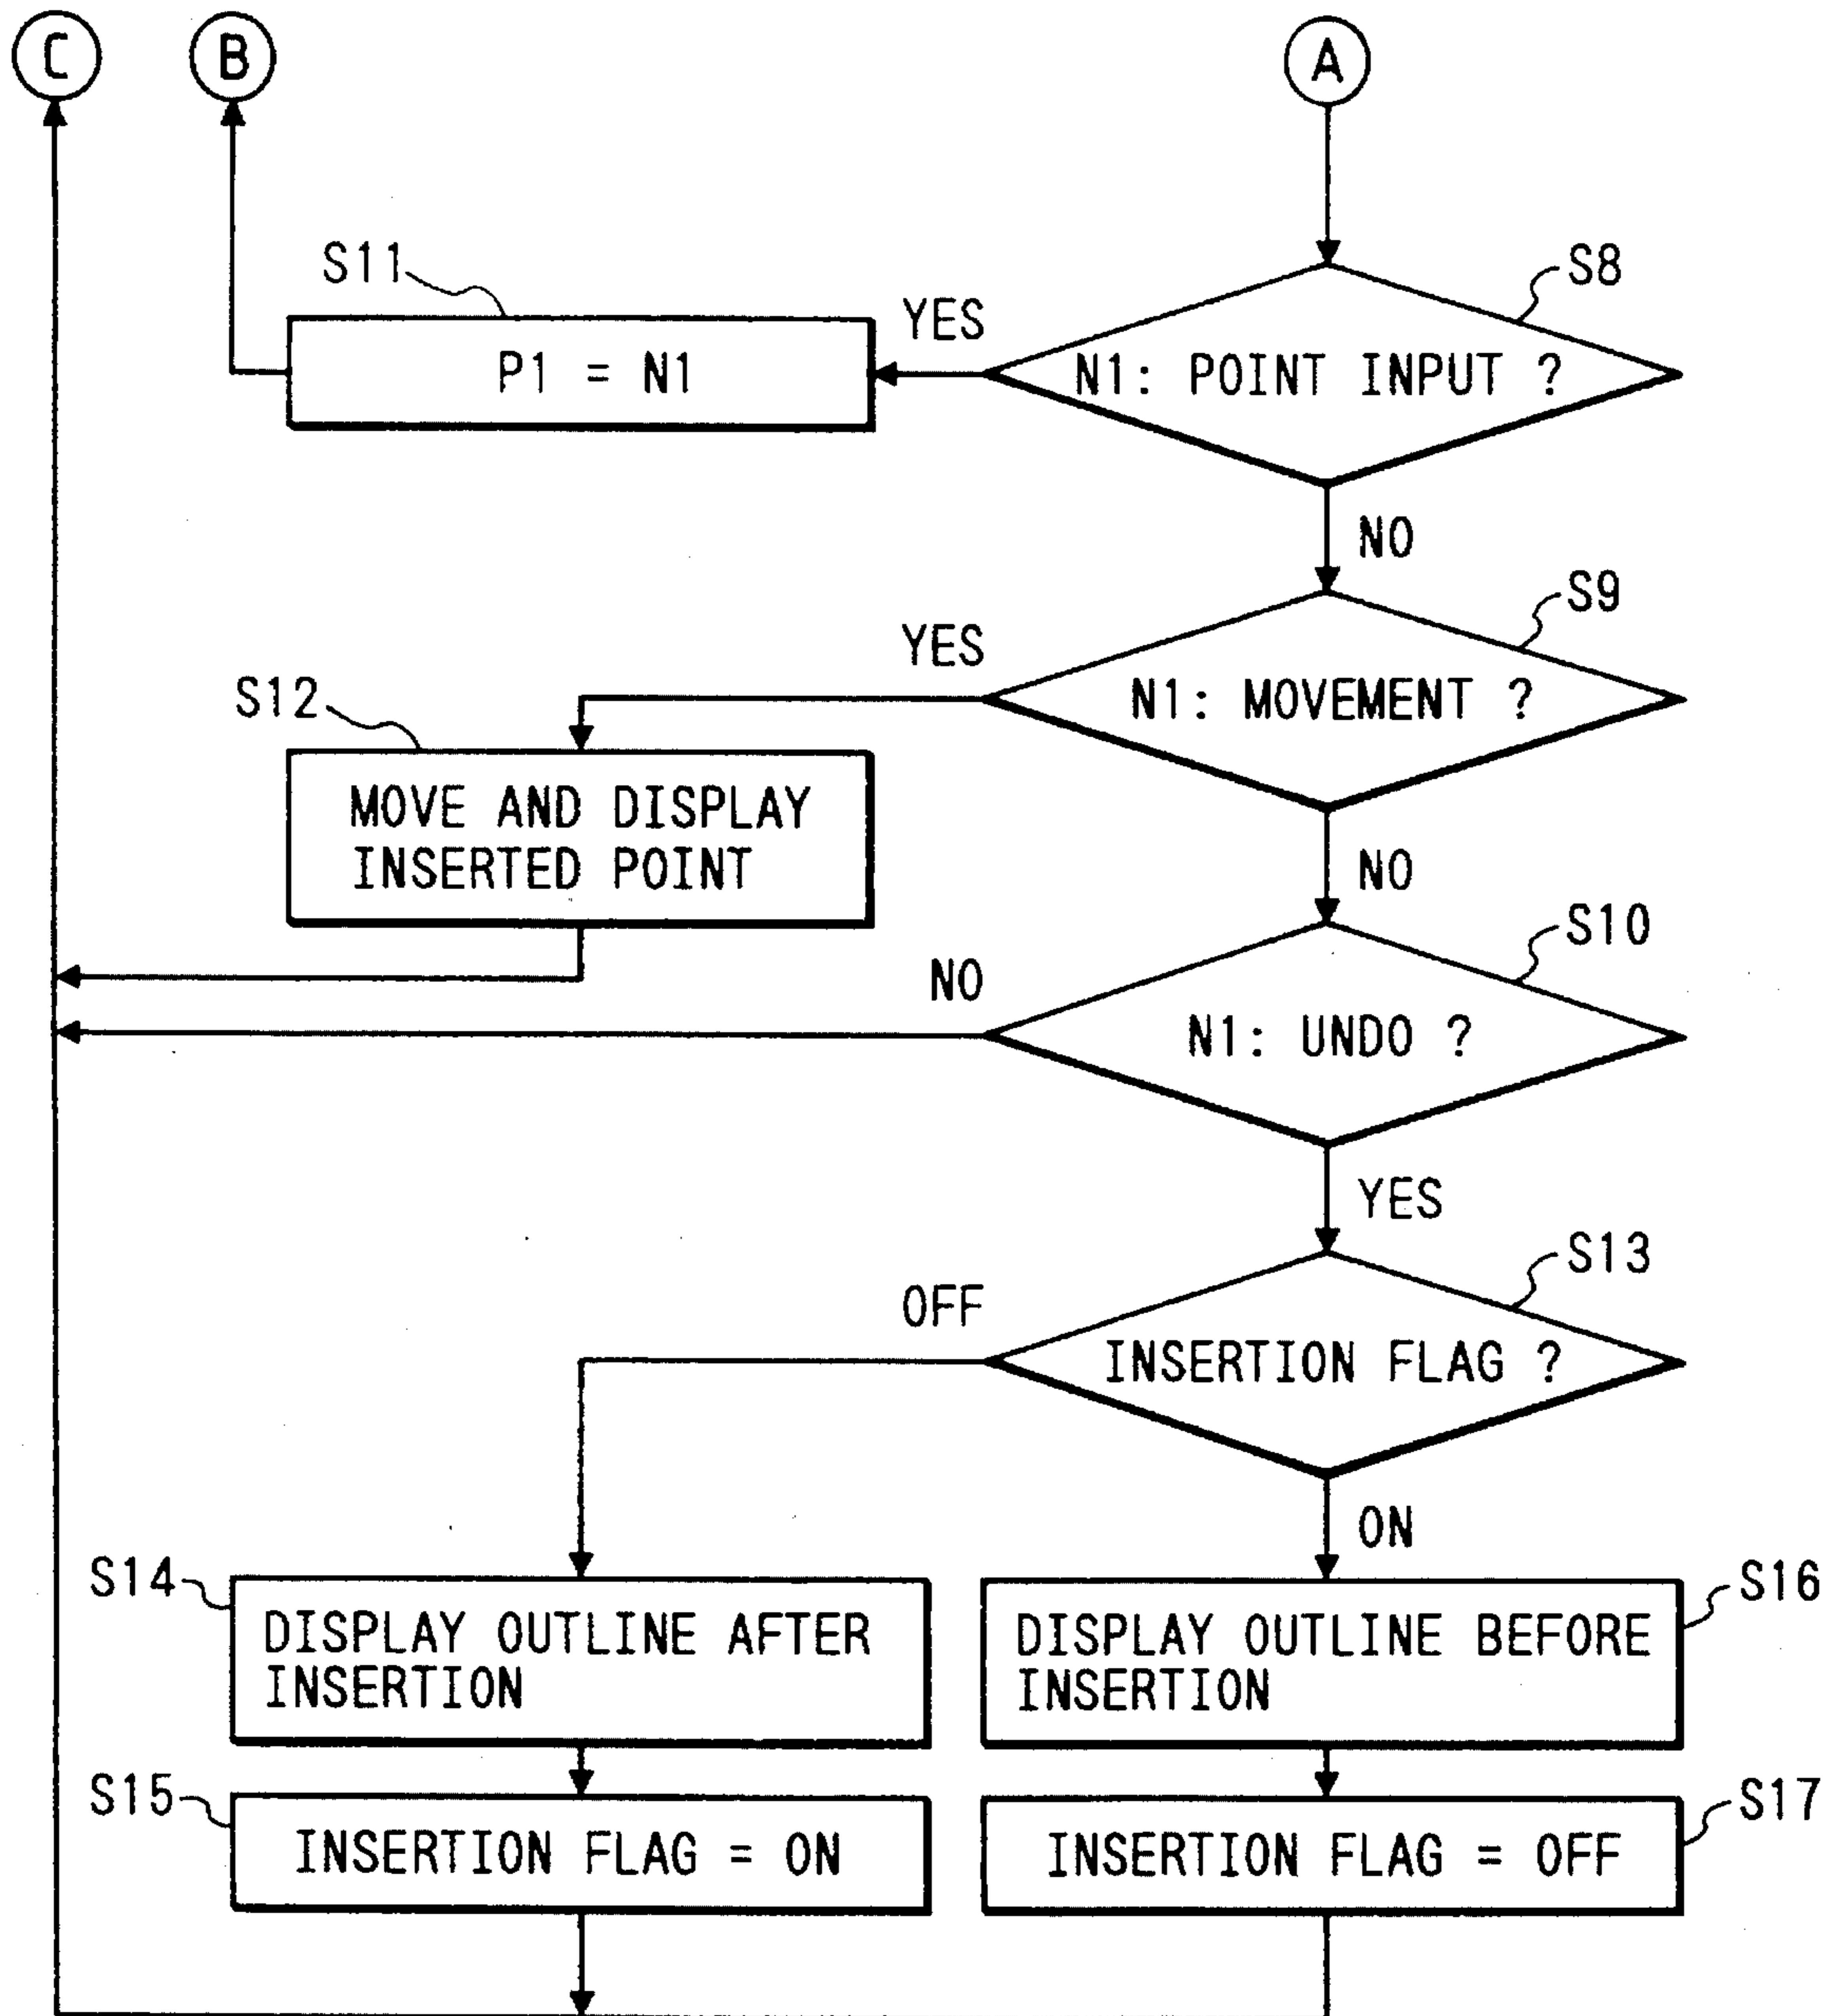 C
B
A
S11
YES
S8
P1 = N1
N1: POINT INPUT ?
NO
S9
YES
S12
N1: MOVEMENT ?
MOVE AND DISPLAY
INSERTED POINT
NO
S10
NO
N1: UNDO ?
YES
S13
OFF
INSERTION FLAG ?
ON
S14
S16
DISPLAY OUTLINE AFTER
INSERTION
DISPLAY OUTLINE BEFORE
INSERTION
S15
S17
INSERTION FLAG = ON
INSERTION FLAG = OFF